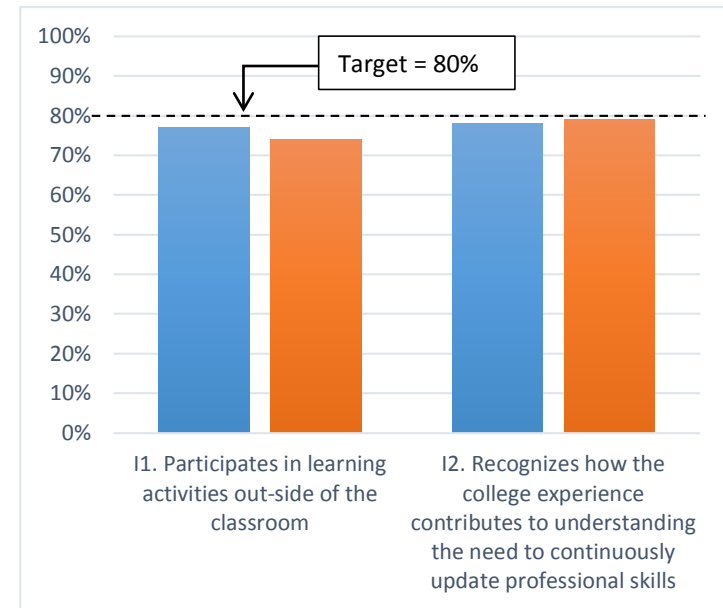 100%
90%
80%
70%
60%
50%
40%
30%
20%
10%
0%
Target = 80%
I1. Participates in learning
activities out-side of the
classroom
I2. Recognizes how the
college experience
contributes to understanding
the need to continuously
update professional skills